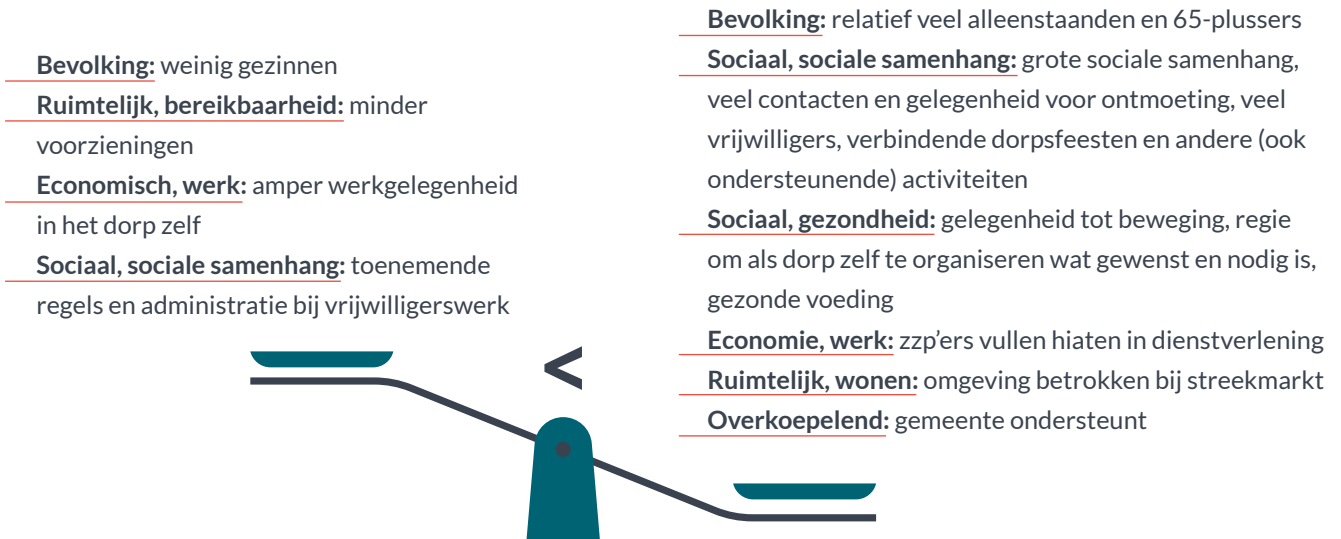 Bevolking: weinig gezinnen
Ruimtelijk, bereikbaarheid: minder
voorzieningen
Economisch, werk: amper werkgelegenheid
in het dorp zelf
Sociaal, sociale samenhang: toenemende
regels en administratie bij vrijwilligerswerk
<
Bevolking: relatief veel alleenstaanden en 65-plussers
Sociaal, sociale samenhang: grote sociale samenhang,
veel contacten en gelegenheid voor ontmoeting, veel
vrijwilligers, verbindende dorpsfeesten en andere (ook
ondersteunende) activiteiten
Sociaal, gezondheid: gelegenheid tot beweging, regie
om als dorp zelf te organiseren wat gewenst en nodig is,
gezonde voeding
Economie, werk: zzp'ers vullen hiaten in dienstverlening
Ruimtelijk, wonen: omgeving betrokken bij streekmarkt
Overkoepelend: gemeente ondersteunt